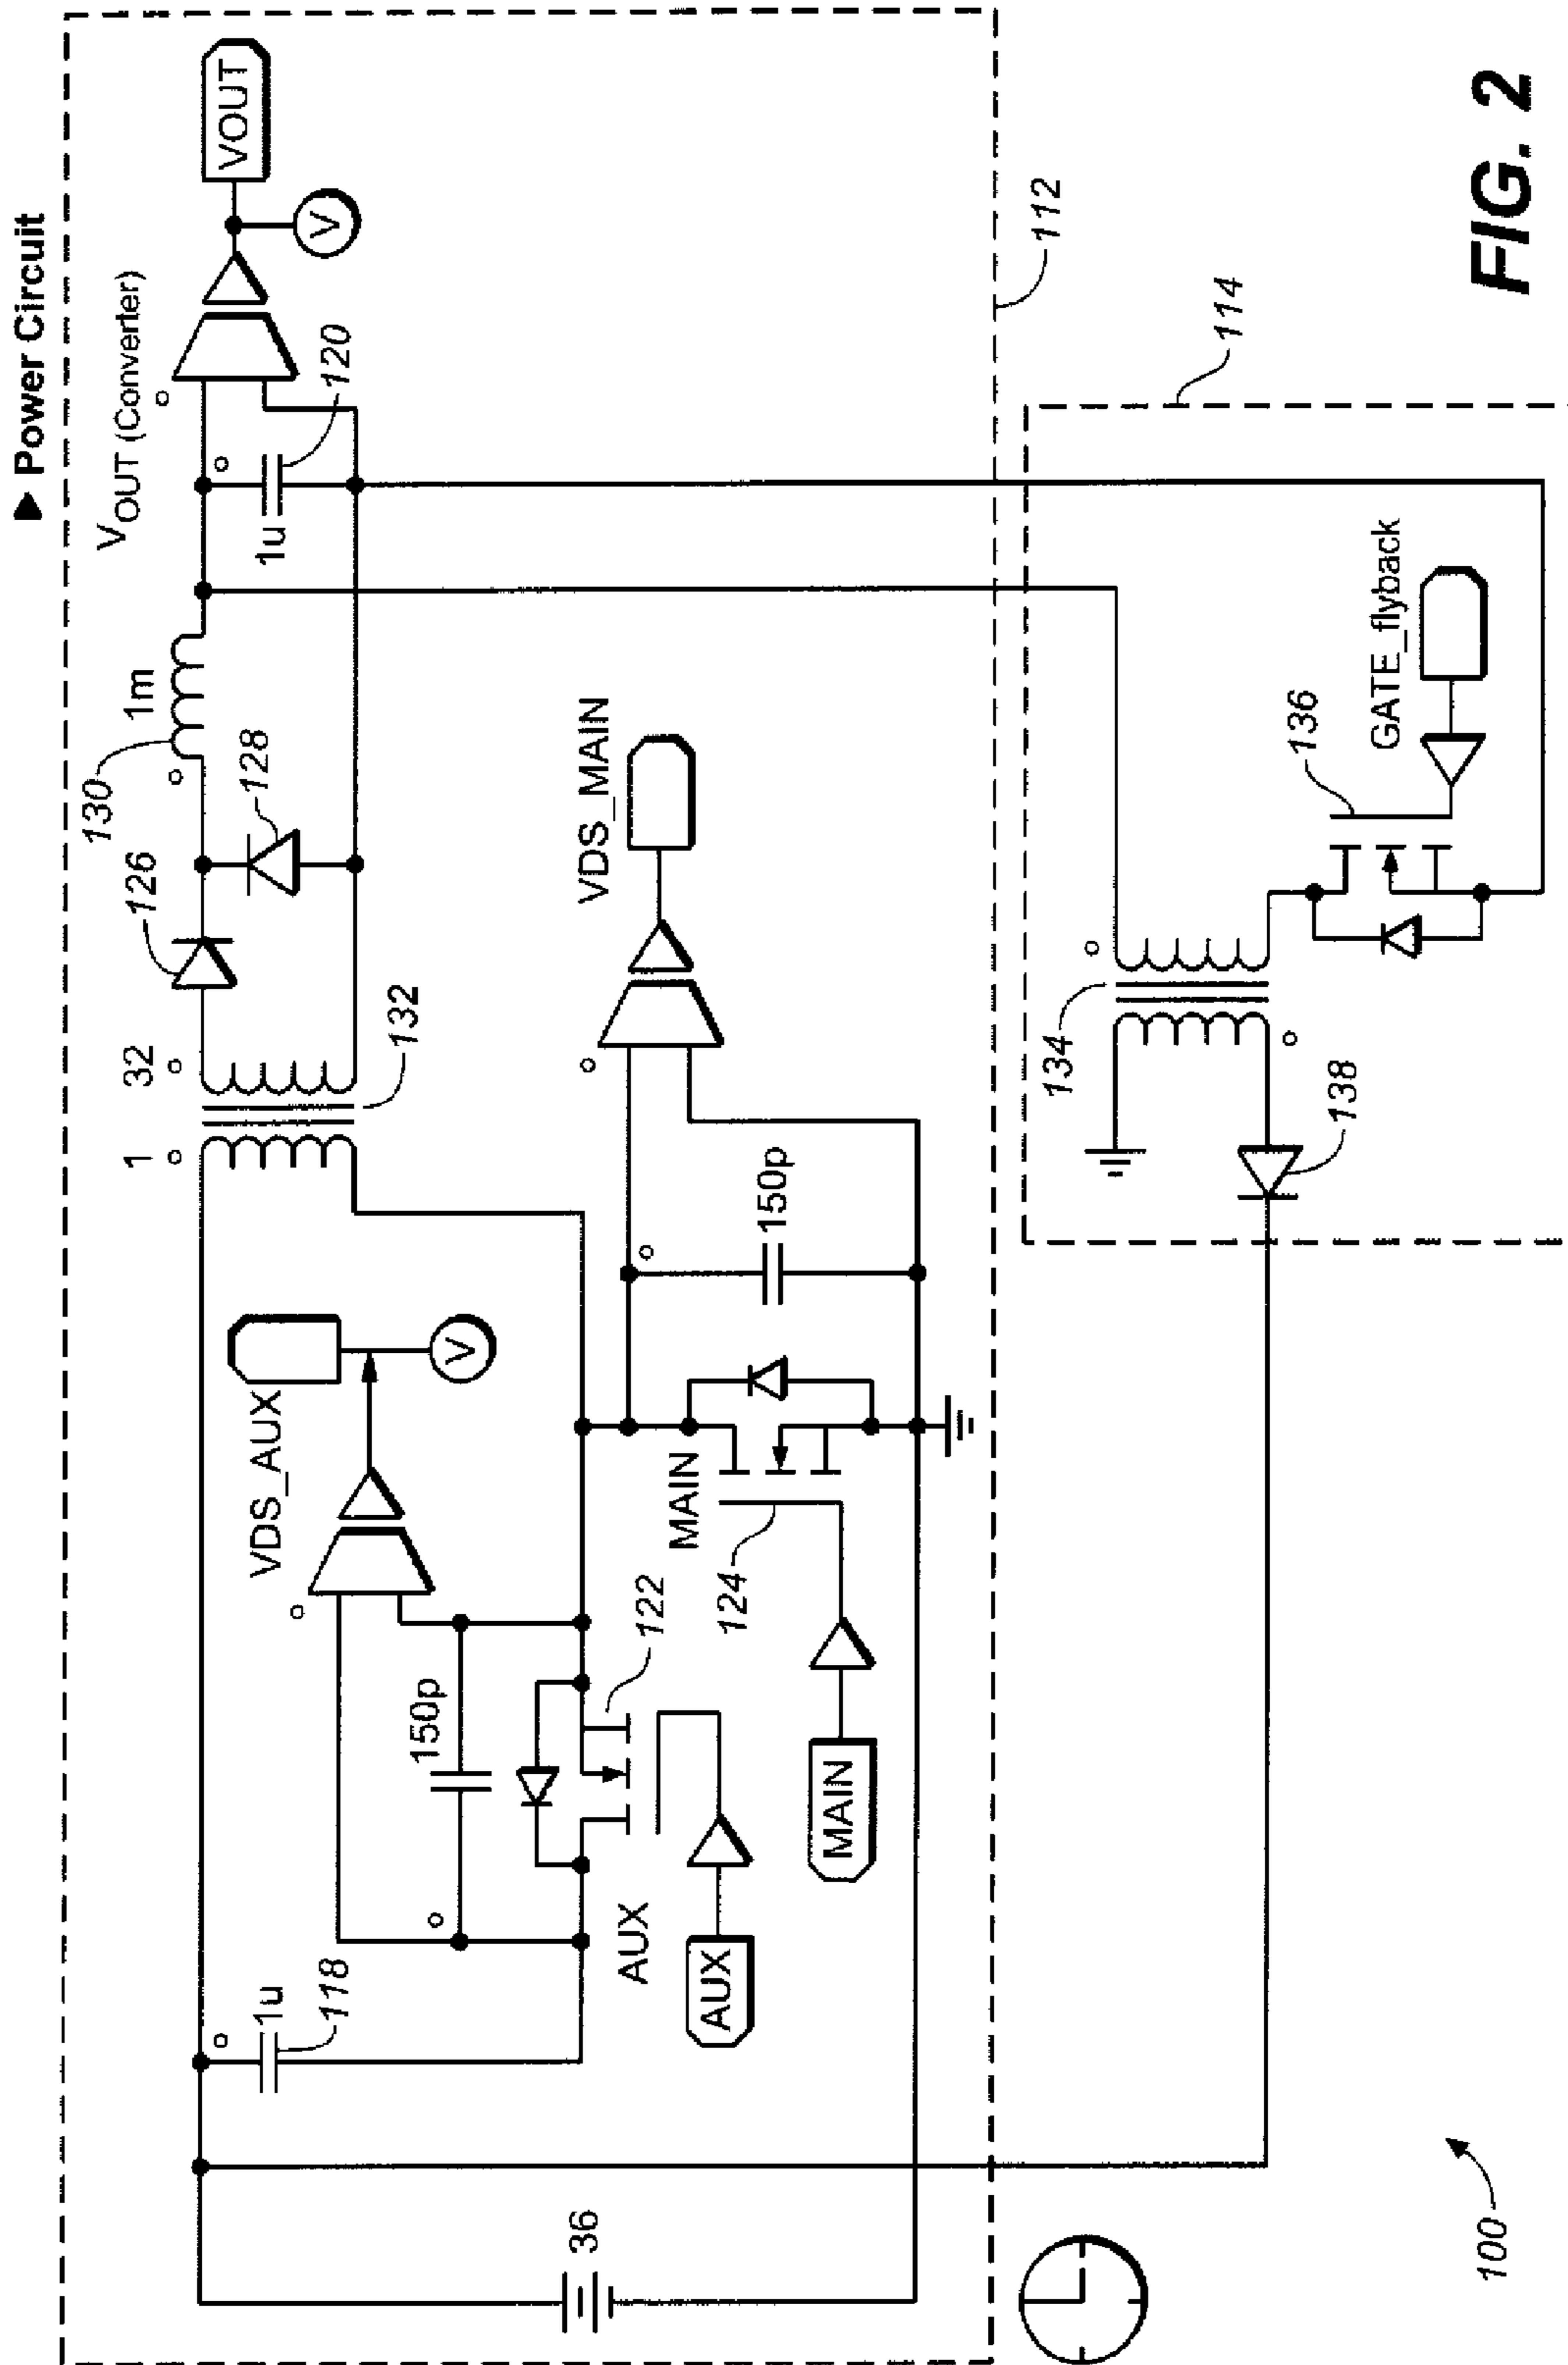 ▶ Power Circuit
V_OUT (Converter)
VOUT
V
120
1u
1m
130
128
126
1
32
132
VDS_MAIN
VDS_AUX
V
150p
150p
MAIN
124
122
MAIN
AUX
AUX
1u
118
36
112
114
134
136
GATE_flyback
138
100
FIG. 2